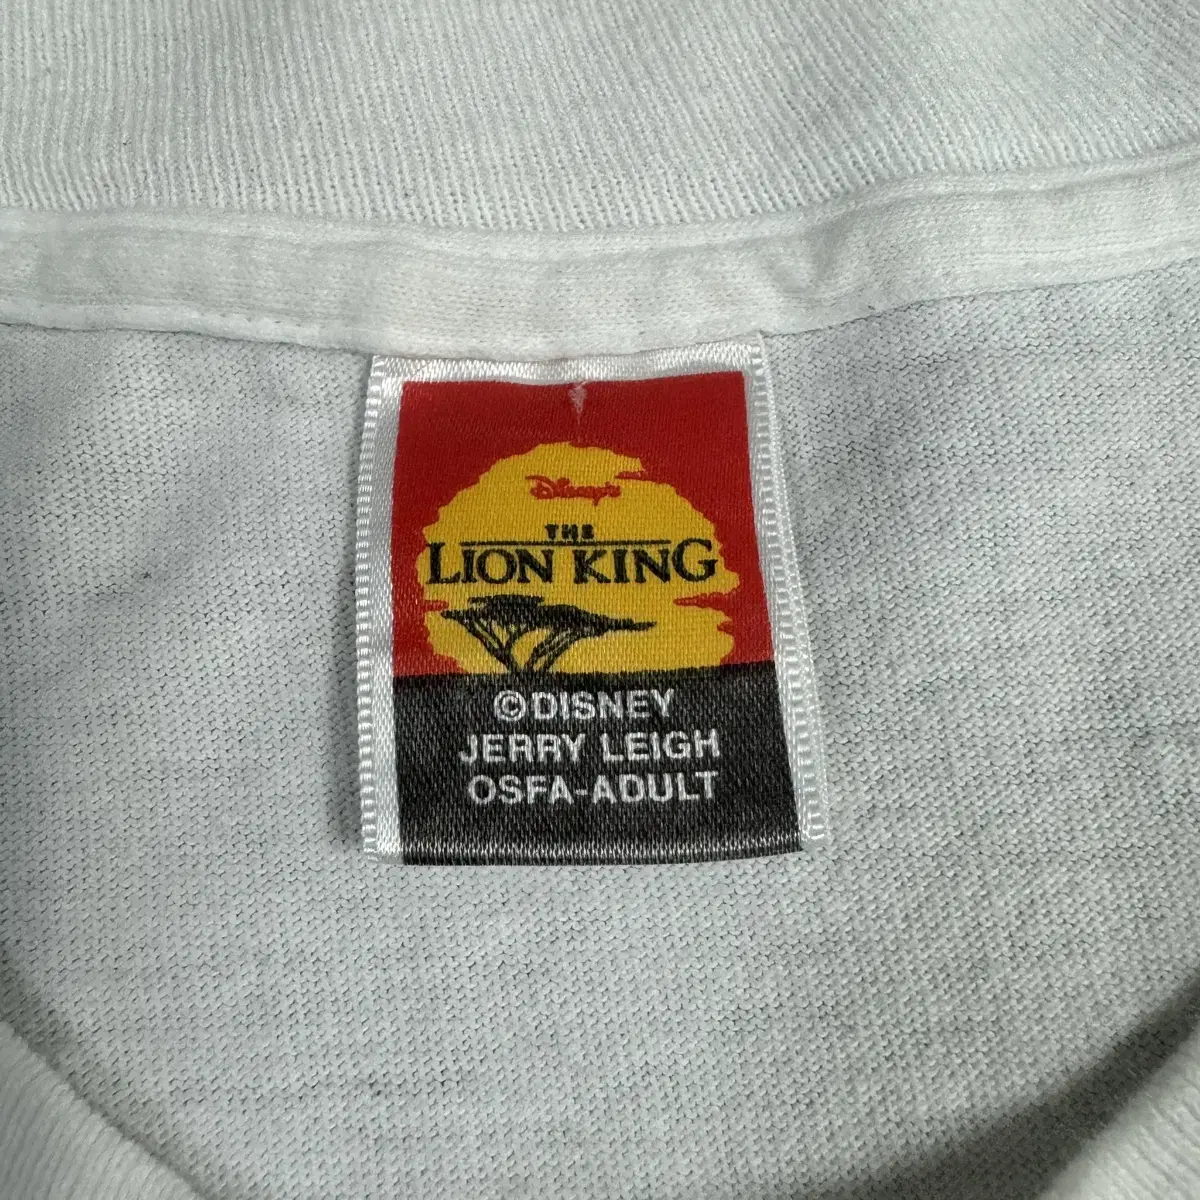 Disney's
THE
LION KING
©DISNEY
JERRY LEIGH
OSFA-ADULT